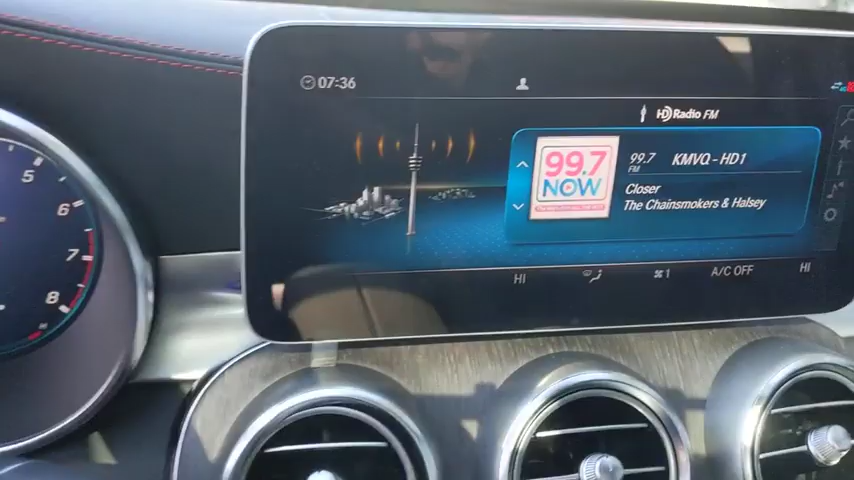 07:36
HD Radio FM
99.7
NOW
99.7 KMVQ-HD1
FM
Closer
The Chainsmokers & Halsey
HI
1
A/C OFF
HI
5
6
7
8